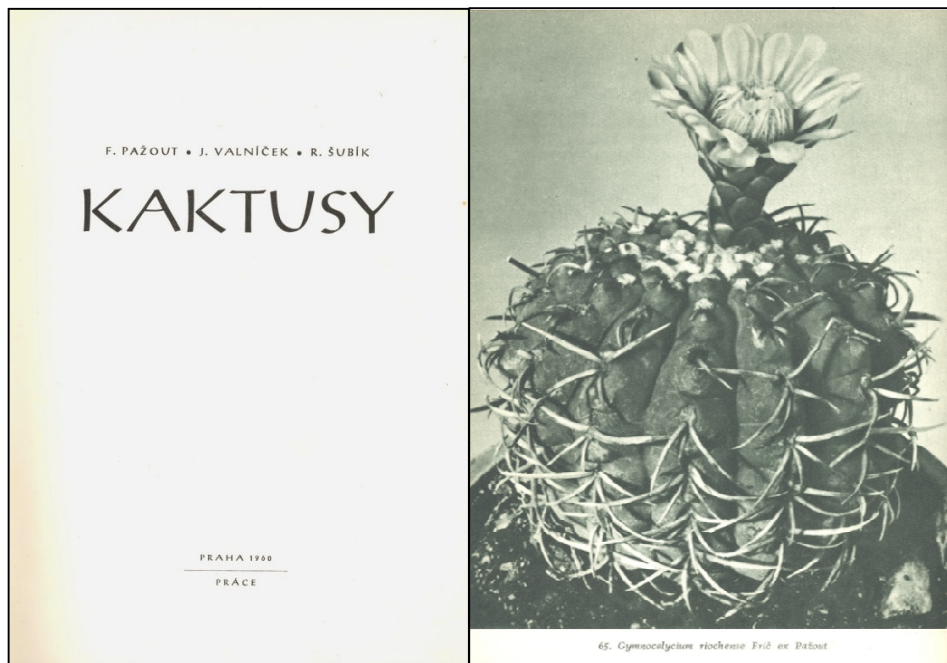 F. PAŽOUT • J. VALNÍČEK • R. ŠUBÍK
KAKTUSY
PRAHA 1960
PRÁCE
65. Gymnocalycium riochense Frič ex Pažout